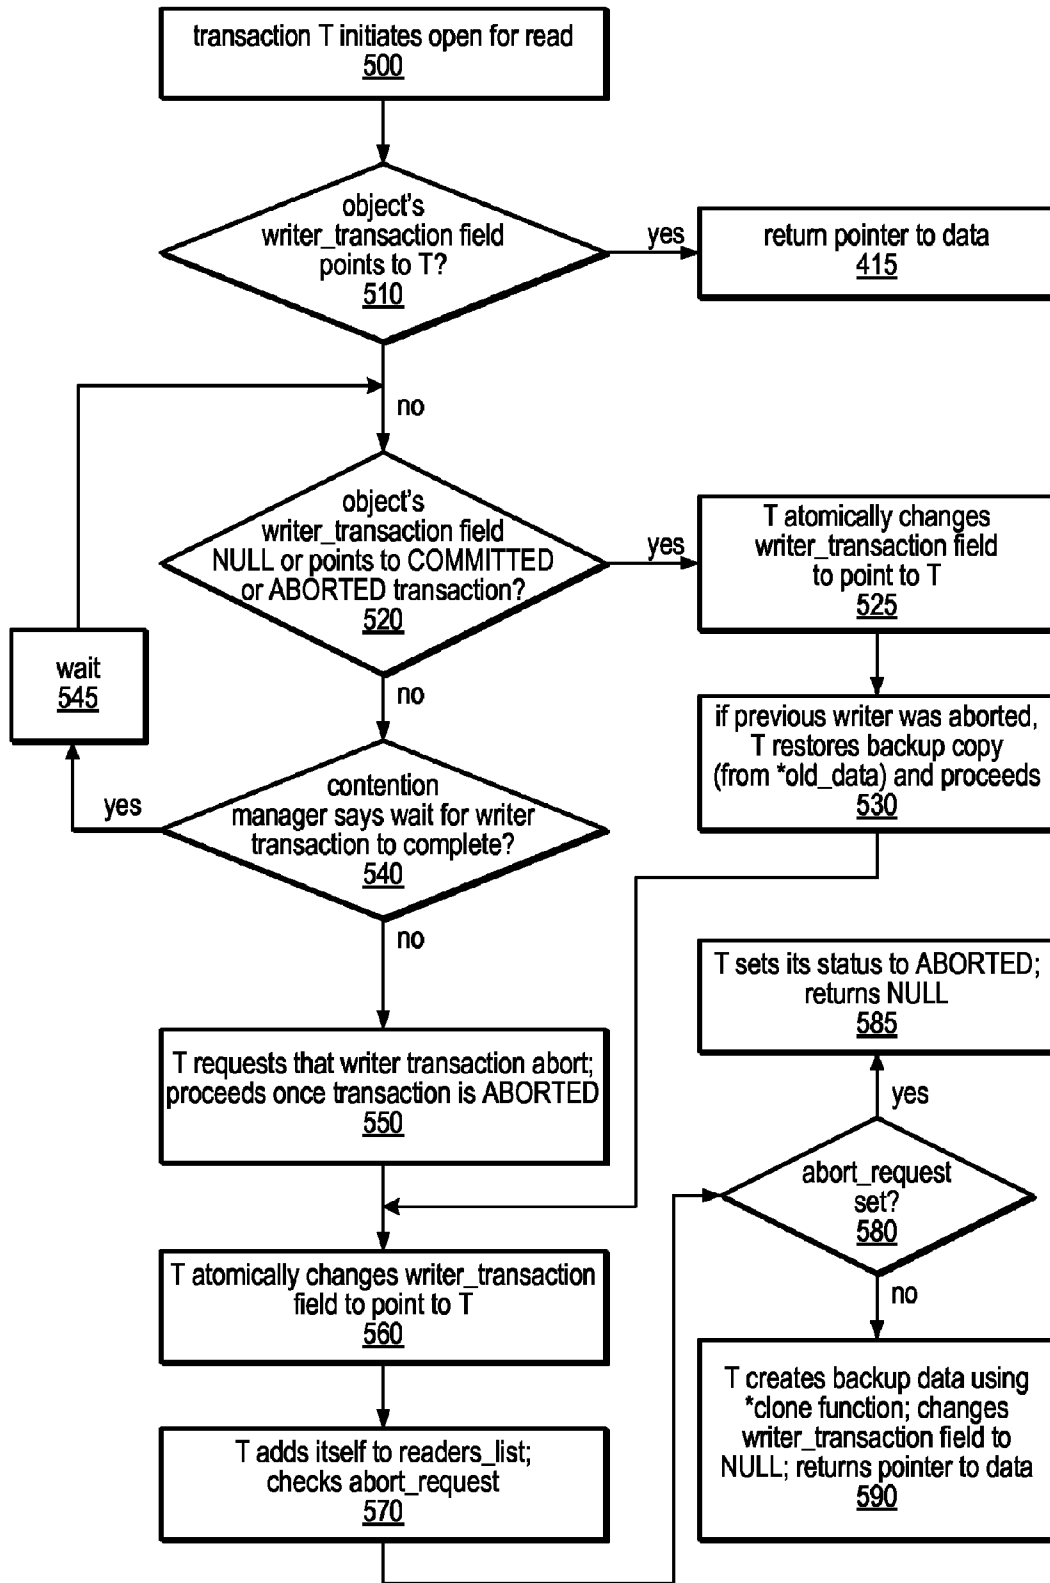 transaction T initiates open for read
500
object's
writer_transaction field
points to T?
510
yes
return pointer to data
415
no
object's
writer_transaction field
NULL or points to COMMITTED
or ABORTED transaction?
520
yes
T atomically changes
writer_transaction field
to point to T
525
wait
545
no
if previous writer was aborted,
T restores backup copy
(from *old_data) and proceeds
530
yes
contention
manager says wait for writer
transaction to complete?
540
no
T sets its status to ABORTED;
returns NULL
585
T requests that writer transaction abort;
proceeds once transaction is ABORTED
550
yes
abort_request
set?
580
no
T atomically changes writer_transaction
field to point to T
560
T creates backup data using
*clone function; changes
writer_transaction field to
NULL; returns pointer to data
590
T adds itself to readers_list;
checks abort_request
570